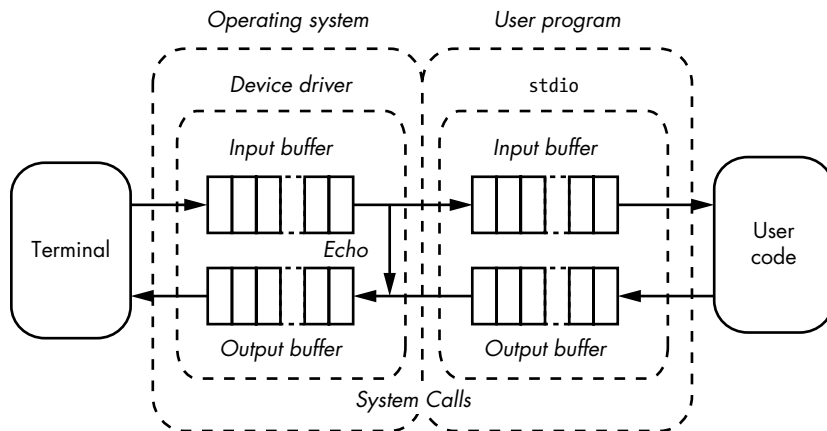 Operating system
User program
Device driver
stdio
Input buffer
Input buffer
Terminal
Echo
User
code
Output buffer
Output buffer
System Calls